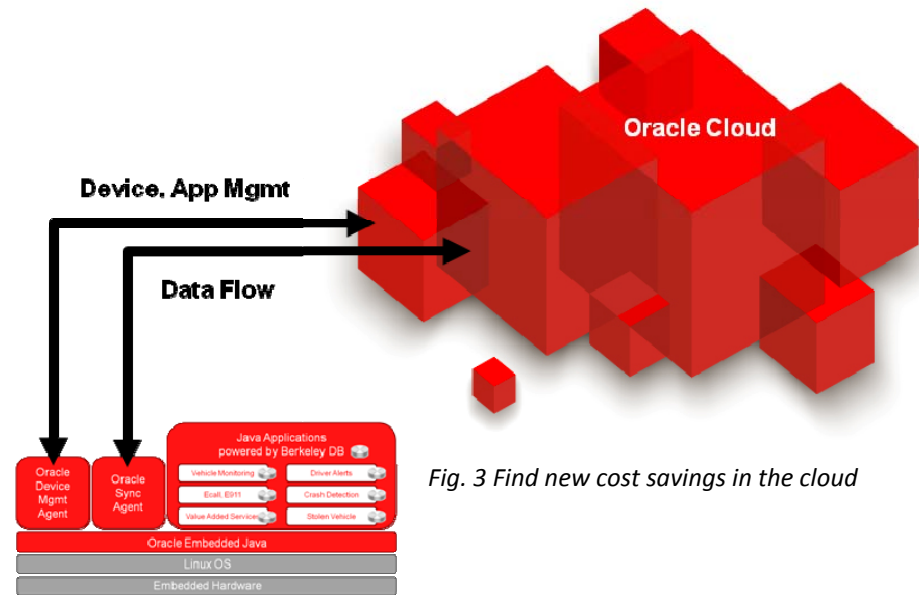 Oracle Cloud
Device, App Mgmt
Data Flow
Java Applications
powered by Berkeley DB
Oracle
Device
Mgmt
Agent
Oracle
Sync
Agent
Vehicle Monitoring
Driver Alerts
Ecall, E911
Crash Detection
Value Added Services
Stolen Vehicle
Fig. 3 Find new cost savings in the cloud
Oracle Embedded Java
Linux OS
Embedded Hardware